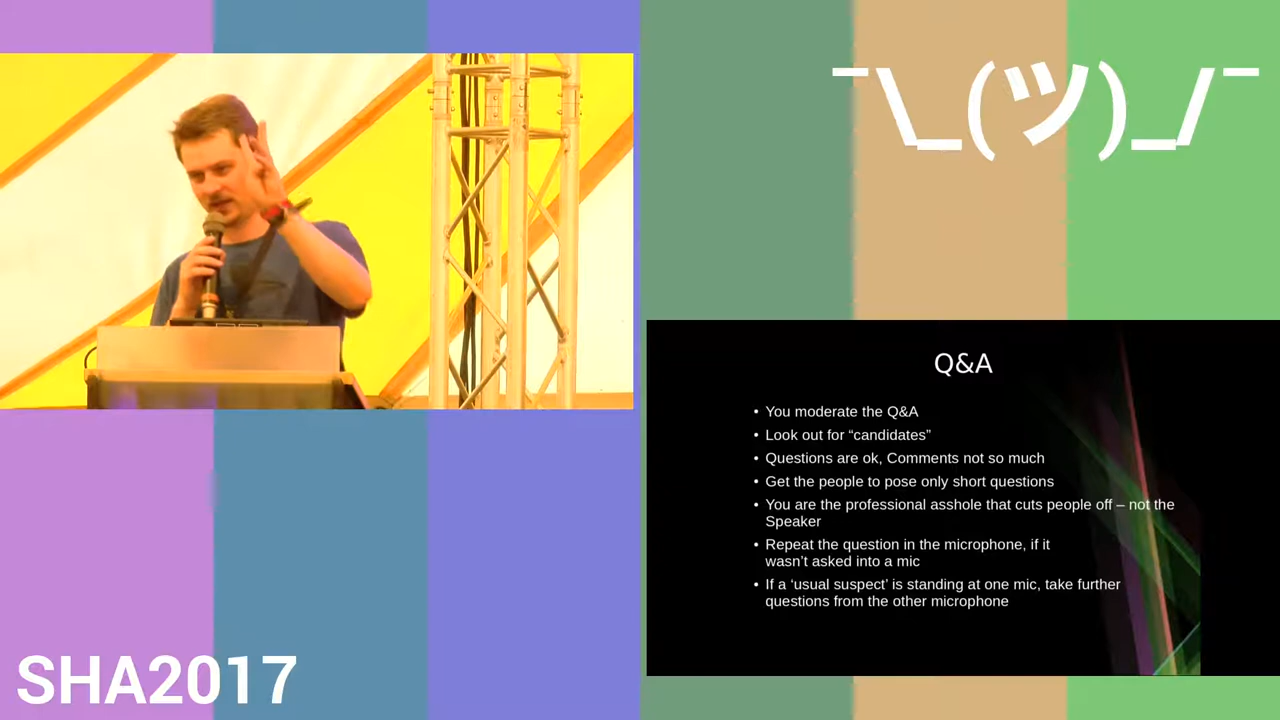 ¯\_(ツ)_/¯
Q&A
• You moderate the Q&A
• Look out for “candidates”
• Questions are ok, Comments not so much
• Get the people to pose only short questions
• You are the professional asshole that cuts people off – not the
Speaker
• Repeat the question in the microphone, if it
wasn’t asked into a mic
• If a ‘usual suspect’ is standing at one mic, take further
questions from the other microphone
SHA2017